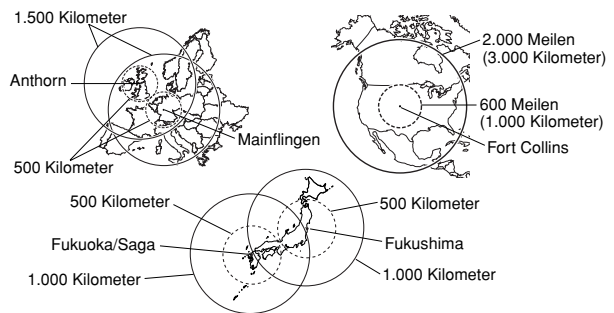 1.500 Kilometer
Anthorn
500 Kilometer
Mainflingen
2.000 Meilen
(3.000 Kilometer)
600 Meilen
(1.000 Kilometer)
Fort Collins
500 Kilometer
Fukuoka/Saga
1.000 Kilometer
500 Kilometer
Fukushima
1.000 Kilometer